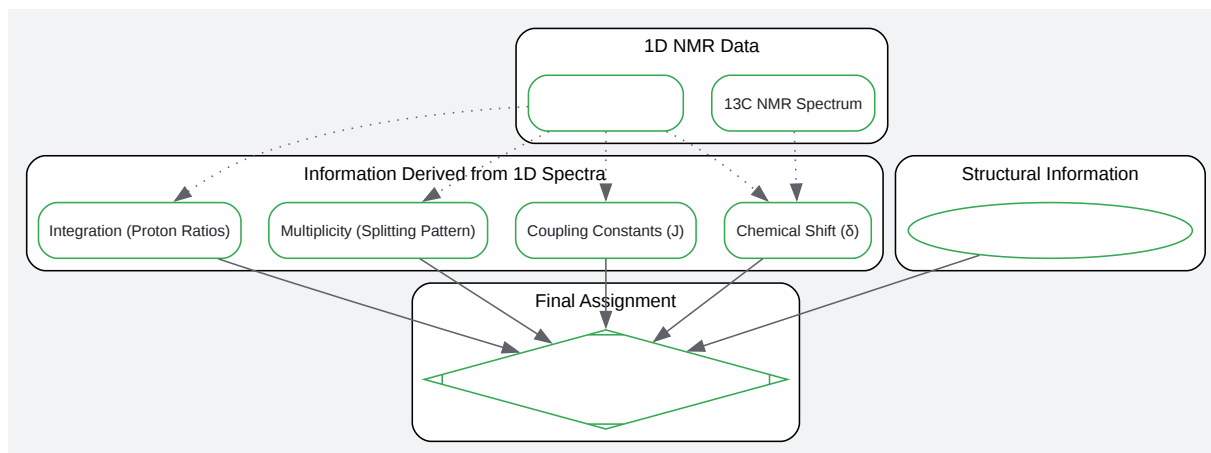 1D NMR Data
13C NMR Spectrum
Information Derived from 1D Spectra
Structural Information
Integration (Proton Ratios)
Multiplicity (Splitting Pattern)
Coupling Constants (J)
Chemical Shift (δ)
Final Assignment